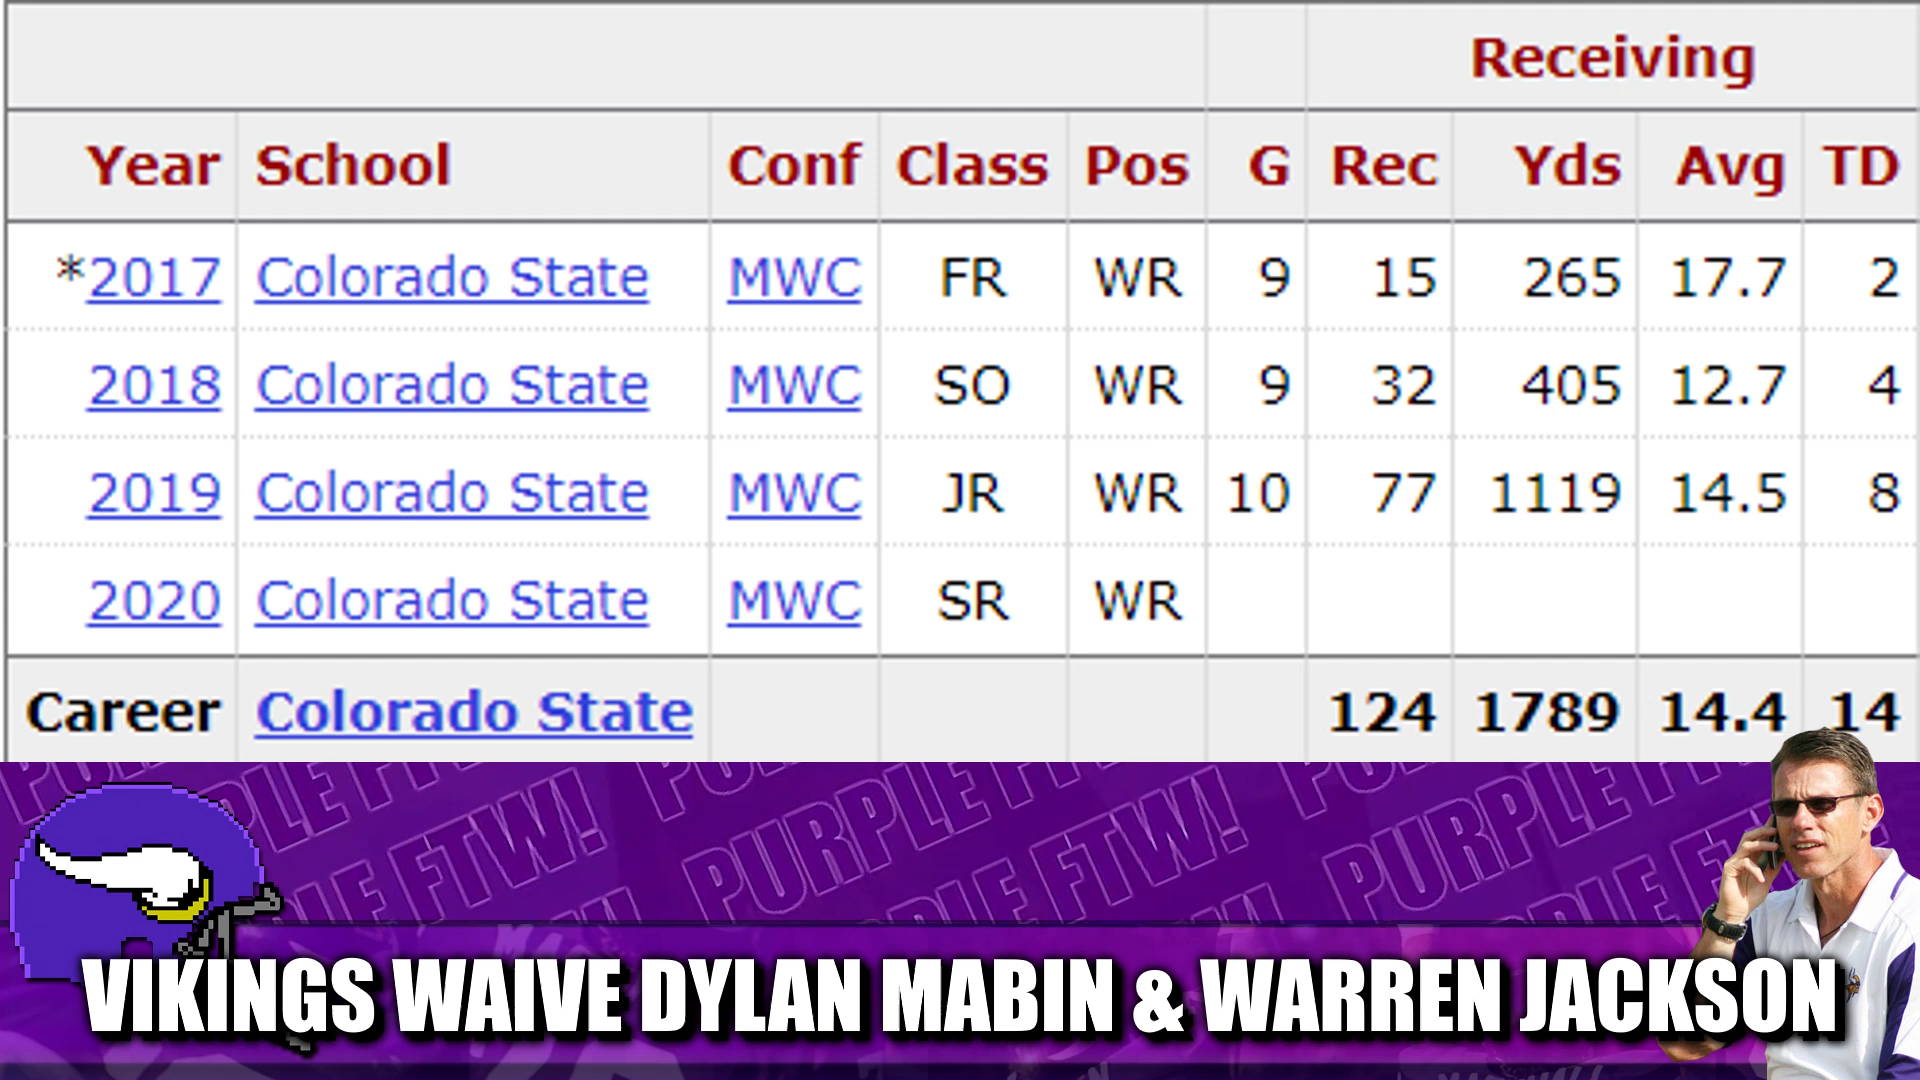 Receiving
Year School Conf Class Pos G Rec Yds Avg TD
*2017 Colorado State MWC FR WR 9 15 265 17.7 2
2018 Colorado State MWC SO WR 9 32 405 12.7 4
2019 Colorado State MWC JR WR 10 77 1119 14.5 8
2020 Colorado State MWC SR WR
Career Colorado State 124 1789 14.4 14
PURPLE FTW!
PURPLE FTW!
VIKINGS WAIVE DYLAN MABIN & WARREN JACKSON